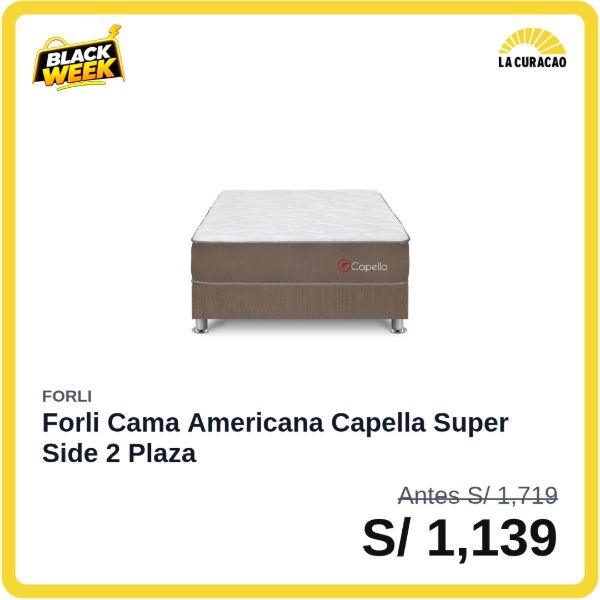 BLACK
WEEK
LA CURACAO
Capella
FORLI
Forli Cama Americana Capella Super
Side 2 Plaza
Antes S/ 1,719
S/ 1,139